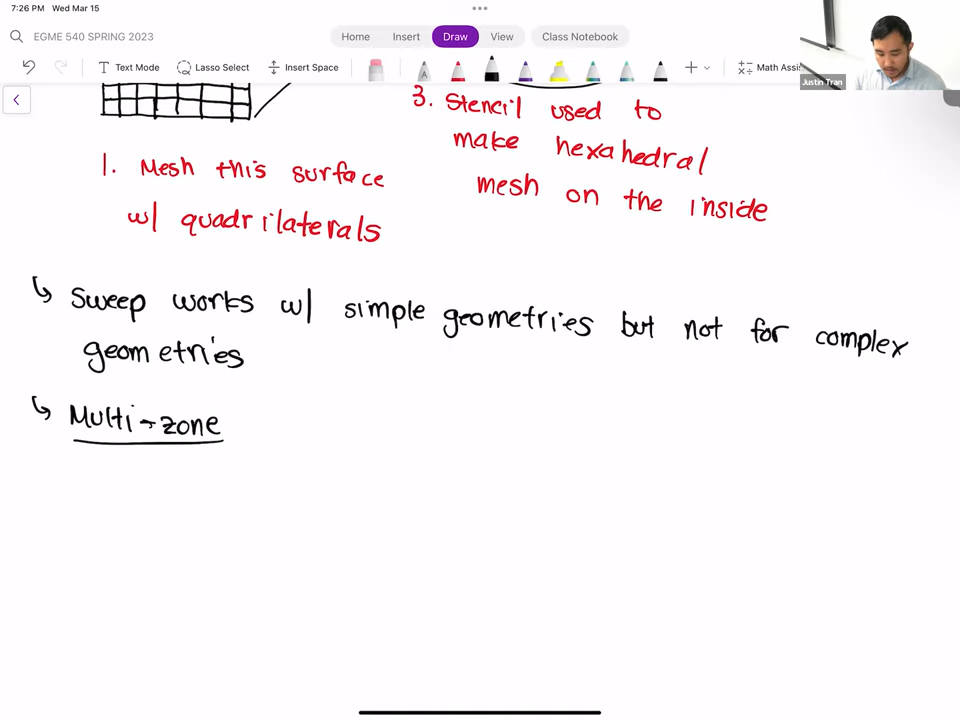 7:26 PM Wed Mar 15
EGME 540 SPRING 2023
Home Insert Draw View Class Notebook
Text Mode Lasso Select Insert Space A Math Assis
Justin Tran
3. Stencil used to
make hexahedral
mesh on the inside
1. Mesh this surface
w/ quadrilaterals
↳ Sweep works w/ simple geometries but not for complex
geometries
↳ Multi-zone